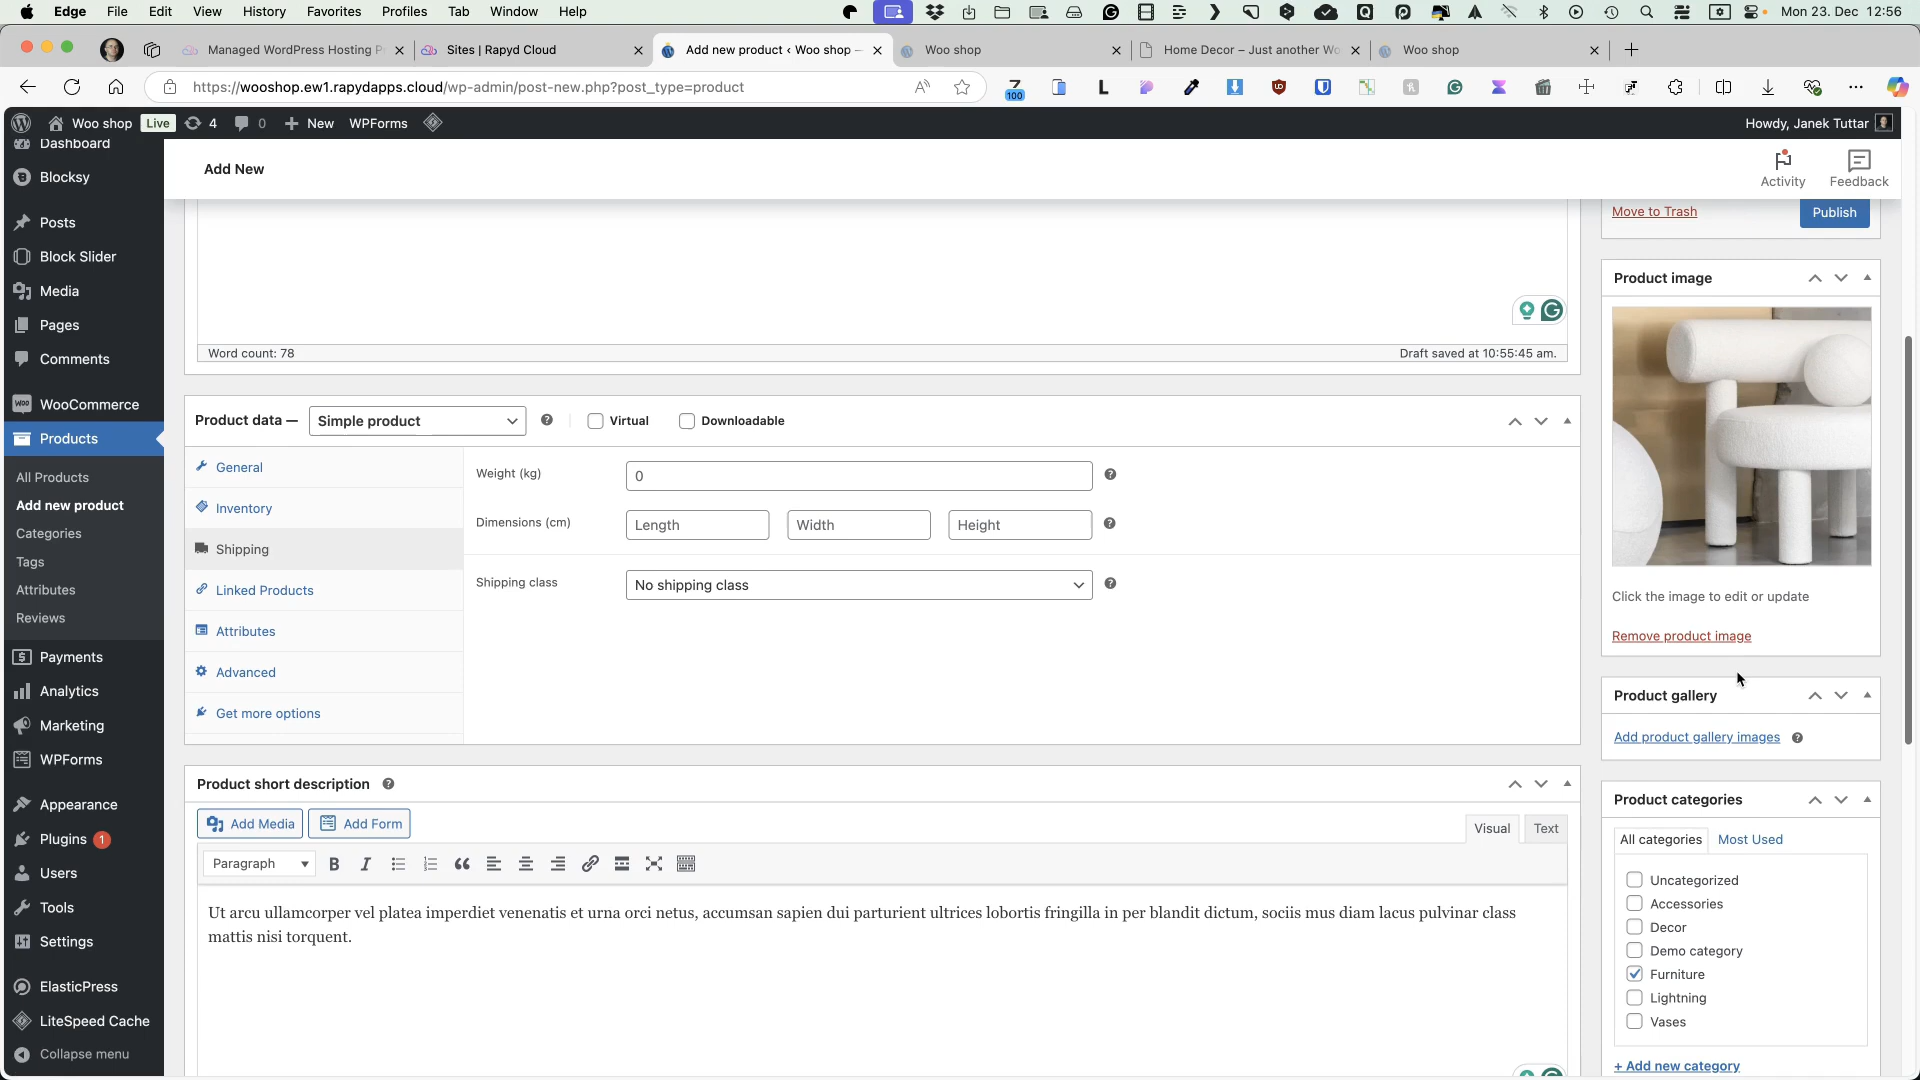 Edge File Edit View History Favorites Profiles Tab Window Help
Mon 23. Dec 12:56
Managed WordPress Hosting P
Sites | Rapyd Cloud
Add new product ‹ Woo shop –
Woo shop
Home Decor – Just another Wo
Woo shop
https://wooshop.ew1.rapydapps.cloud/wp-admin/post-new.php?post_type=product
100
Woo shop Live 4 0 New WPForms
Howdy, Janek Tuttar
Dashboard
Blocksy
Posts
Block Slider
Media
Pages
Comments
WooCommerce
Products
All Products
Add new product
Categories
Tags
Attributes
Reviews
Payments
Analytics
Marketing
WPForms
Appearance
Plugins 1
Users
Tools
Settings
ElasticPress
LiteSpeed Cache
Collapse menu
Add New
Activity
Feedback
Word count: 78
Draft saved at 10:55:45 am.
Product data — Simple product
Virtual
Downloadable
General
Inventory
Shipping
Linked Products
Attributes
Advanced
Get more options
Weight (kg)
0
Dimensions (cm)
Length
Width
Height
Shipping class
No shipping class
Product short description
Add Media
Add Form
Visual
Text
Paragraph
Ut arcu ullamcorper vel platea imperdiet venenatis et urna orci netus, accumsan sapien dui parturient ultrices lobortis fringilla in per blandit dictum, sociis mus diam lacus pulvinar class
mattis nisi torquent.
Move to Trash
Publish
Product image
Click the image to edit or update
Remove product image
Product gallery
Add product gallery images
Product categories
All categories
Most Used
Uncategorized
Accessories
Decor
Demo category
Furniture
Lightning
Vases
+ Add new category